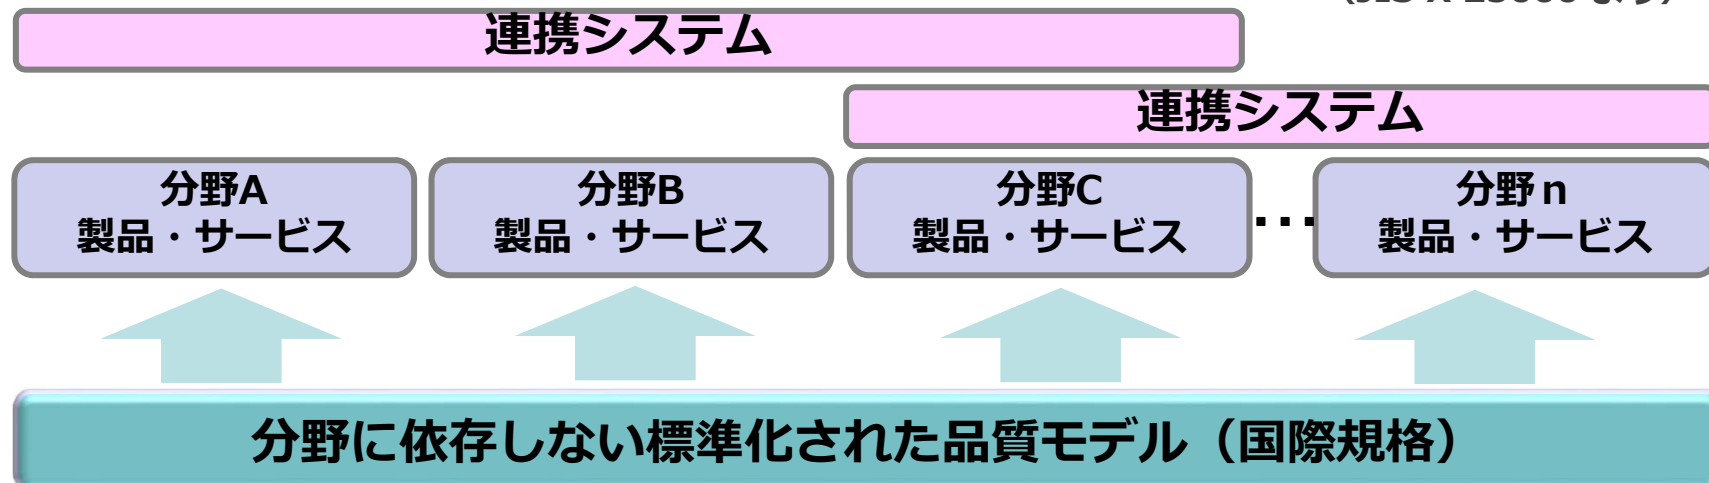 連携システム
連携システム
分野A
製品・サービス
分野B
製品・サービス
分野C
製品・サービス
...
分野n
製品・サービス
分野に依存しない標準化された品質モデル（国際規格）